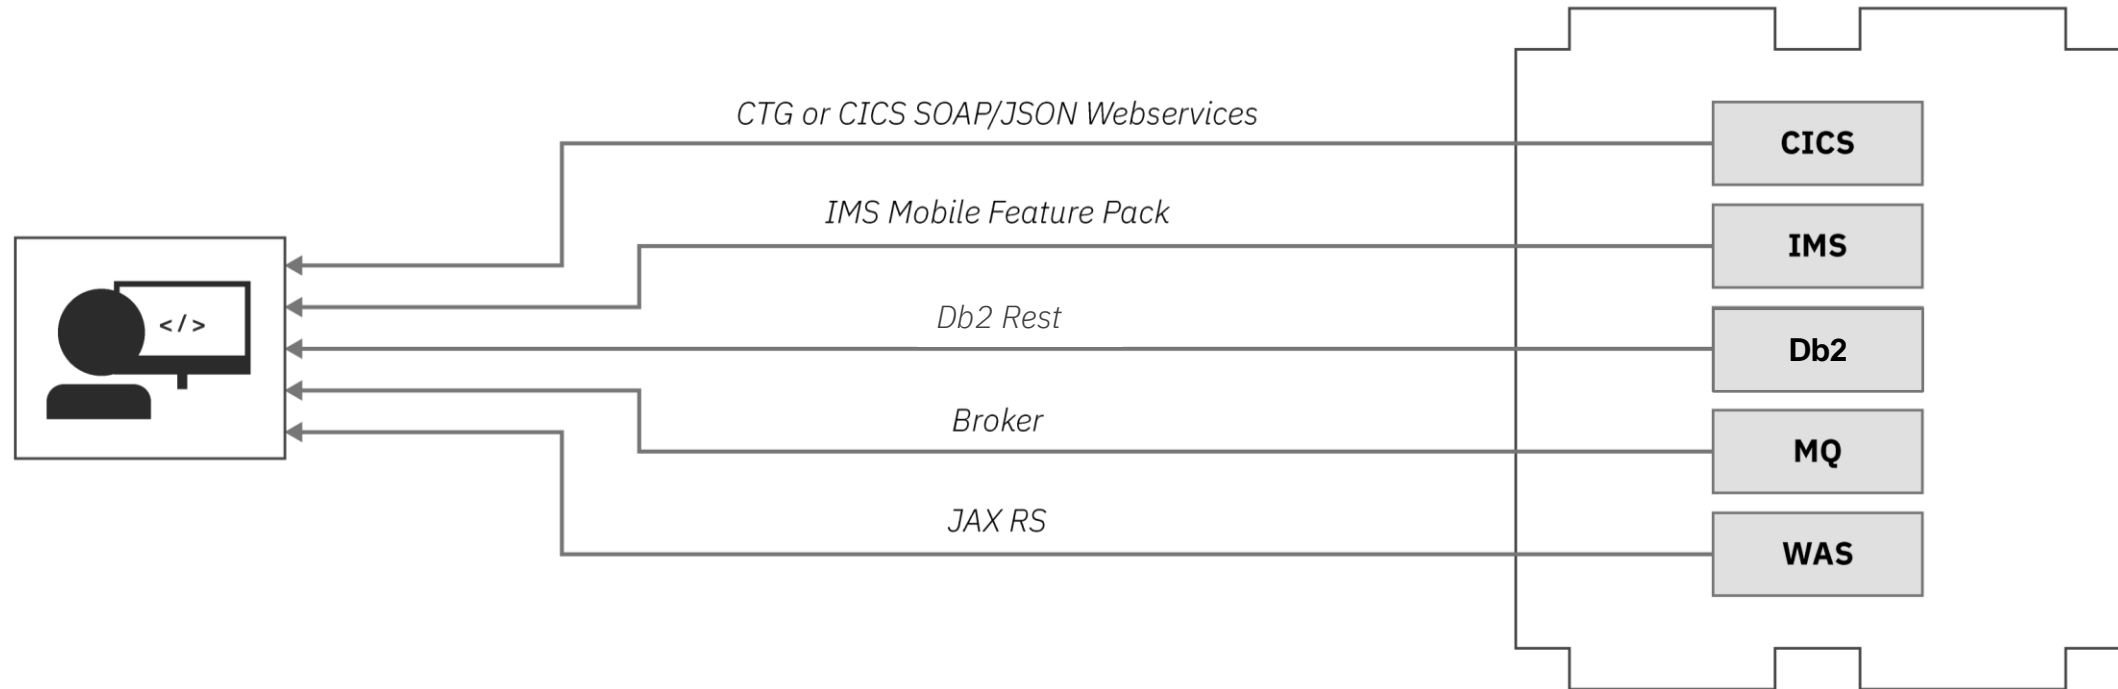 CTG or CICS SOAP/JSON Webservices
CICS
IMS Mobile Feature Pack
IMS
</>
Db2 Rest
Db2
Broker
MQ
JAX RS
WAS